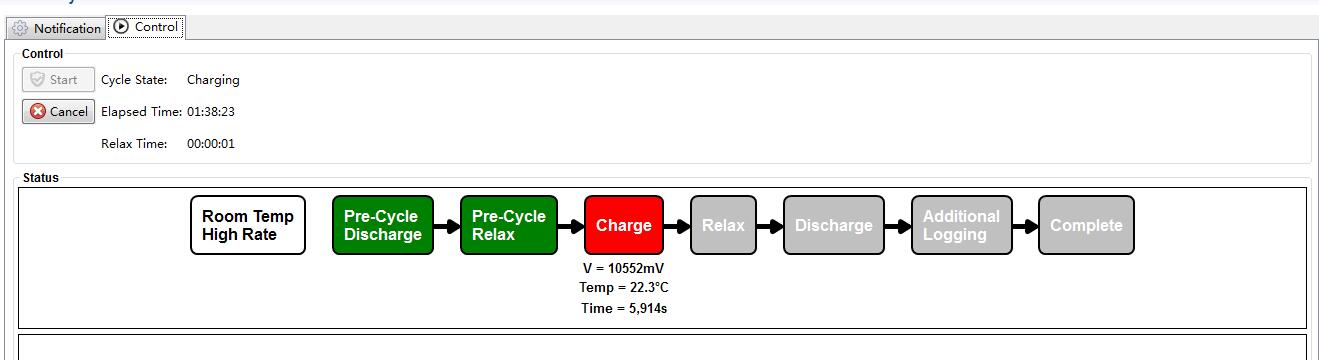 Notification
Control
Control
Start
Cycle State:
Charging
Cancel
Elapsed Time:
01:38:23
Relax Time:
00:00:01
Status
Room Temp
High Rate
Pre-Cycle
Discharge
Pre-Cycle
Relax
Charge
Relax
Discharge
Additional
Logging
Complete
V = 10552mV
Temp = 22.3°C
Time = 5,914s